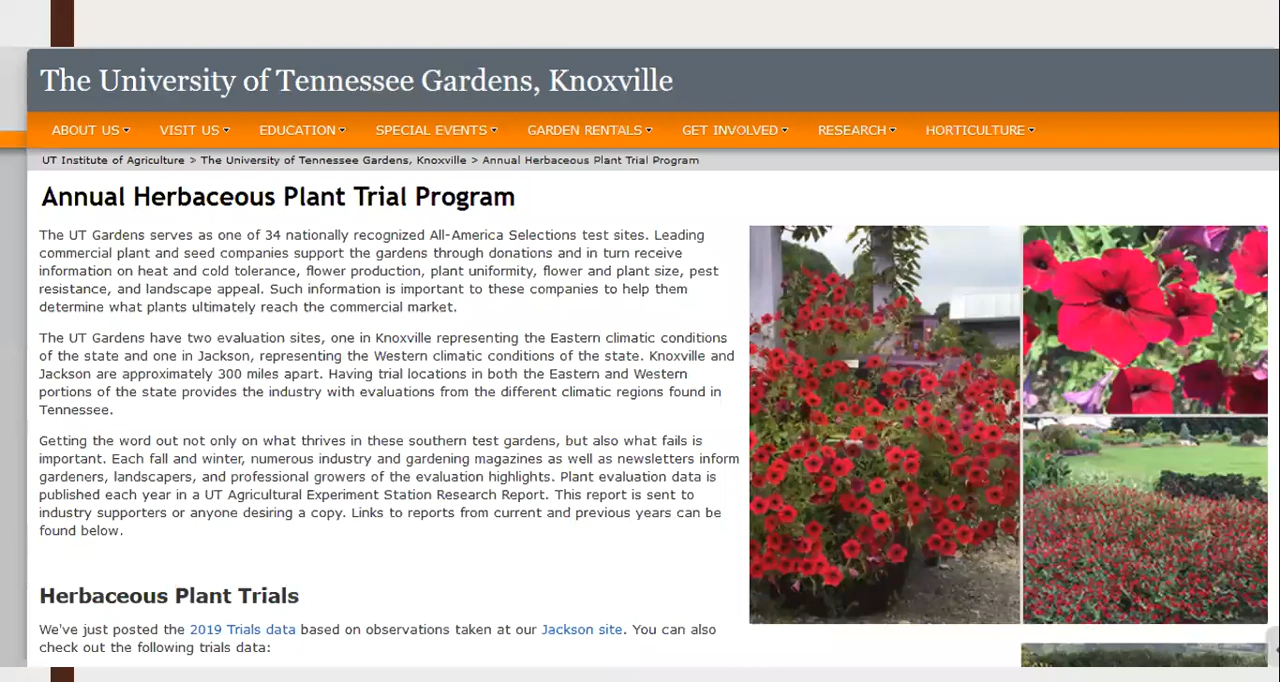 The University of Tennessee Gardens, Knoxville
ABOUT US VISIT US EDUCATION SPECIAL EVENTS GARDEN RENTALS GET INVOLVED RESEARCH HORTICULTURE
UT Institute of Agriculture > The University of Tennessee Gardens, Knoxville > Annual Herbaceous Plant Trial Program
Annual Herbaceous Plant Trial Program
The UT Gardens serves as one of 34 nationally recognized All-America Selections test sites. Leading
commercial plant and seed companies support the gardens through donations and in turn receive
information on heat and cold tolerance, flower production, plant uniformity, flower and plant size, pest
resistance, and landscape appeal. Such information is important to these companies to help them
determine what plants ultimately reach the commercial market.
The UT Gardens have two evaluation sites, one in Knoxville representing the Eastern climatic conditions
of the state and one in Jackson, representing the Western climatic conditions of the state. Knoxville and
Jackson are approximately 300 miles apart. Having trial locations in both the Eastern and Western
portions of the state provides the industry with evaluations from the different climatic regions found in
Tennessee.
Getting the word out not only on what thrives in these southern test gardens, but also what fails is
important. Each fall and winter, numerous industry and gardening magazines as well as newsletters inform
gardeners, landscapers, and professional growers of the evaluation highlights. Plant evaluation data is
published each year in a UT Agricultural Experiment Station Research Report. This report is sent to
industry supporters or anyone desiring a copy. Links to reports from current and previous years can be
found below.
Herbaceous Plant Trials
We've just posted the 2019 Trials data based on observations taken at our Jackson site. You can also
check out the following trials data: